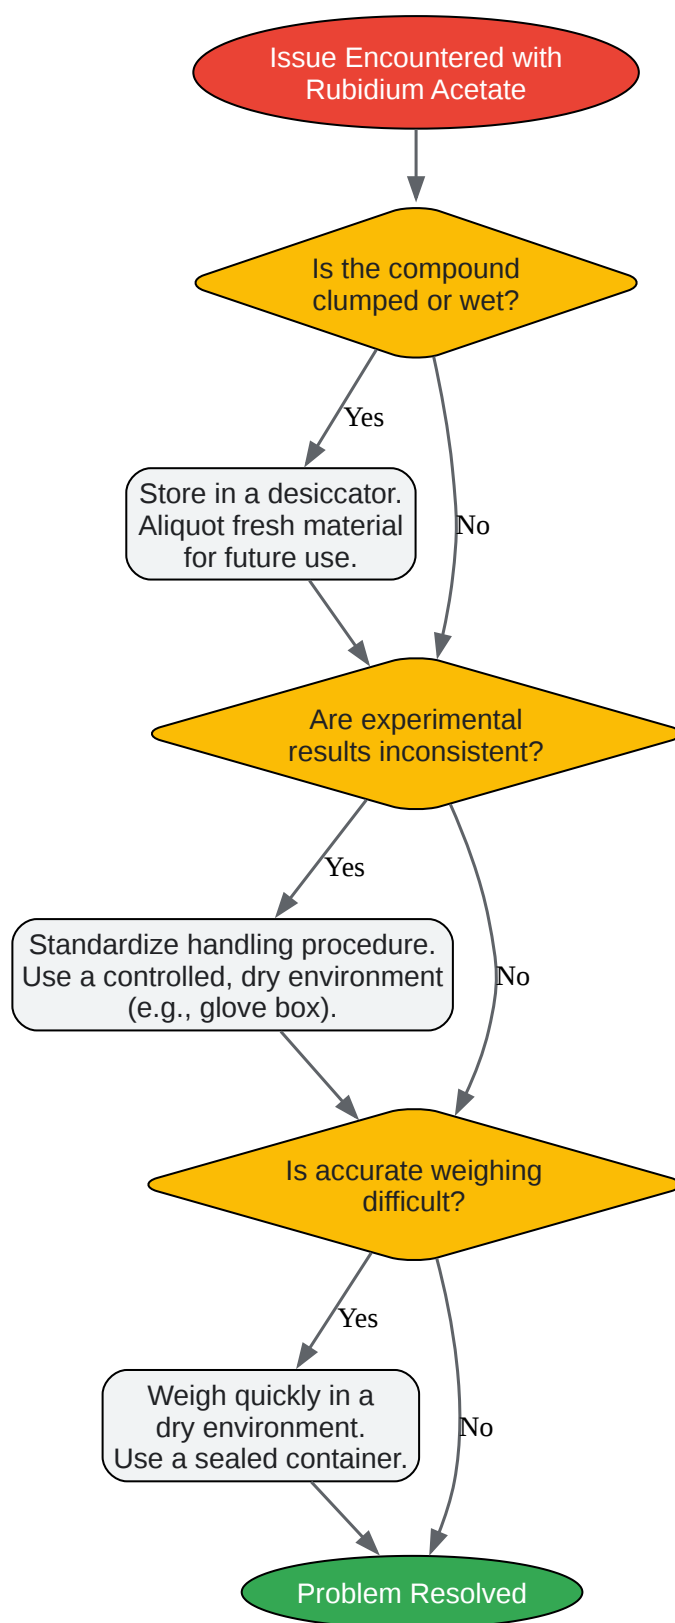 Issue Encountered with
Rubidium Acetate
Is the compound
clumped or wet?
Yes
Store in a desiccator.
Aliquot fresh material
for future use.
No
Are experimental
results inconsistent?
Yes
Standardize handling procedure.
Use a controlled, dry environment
(e.g., glove box).
No
Is accurate weighing
difficult?
Yes
Weigh quickly in a
dry environment.
Use a sealed container.
No
Problem Resolved